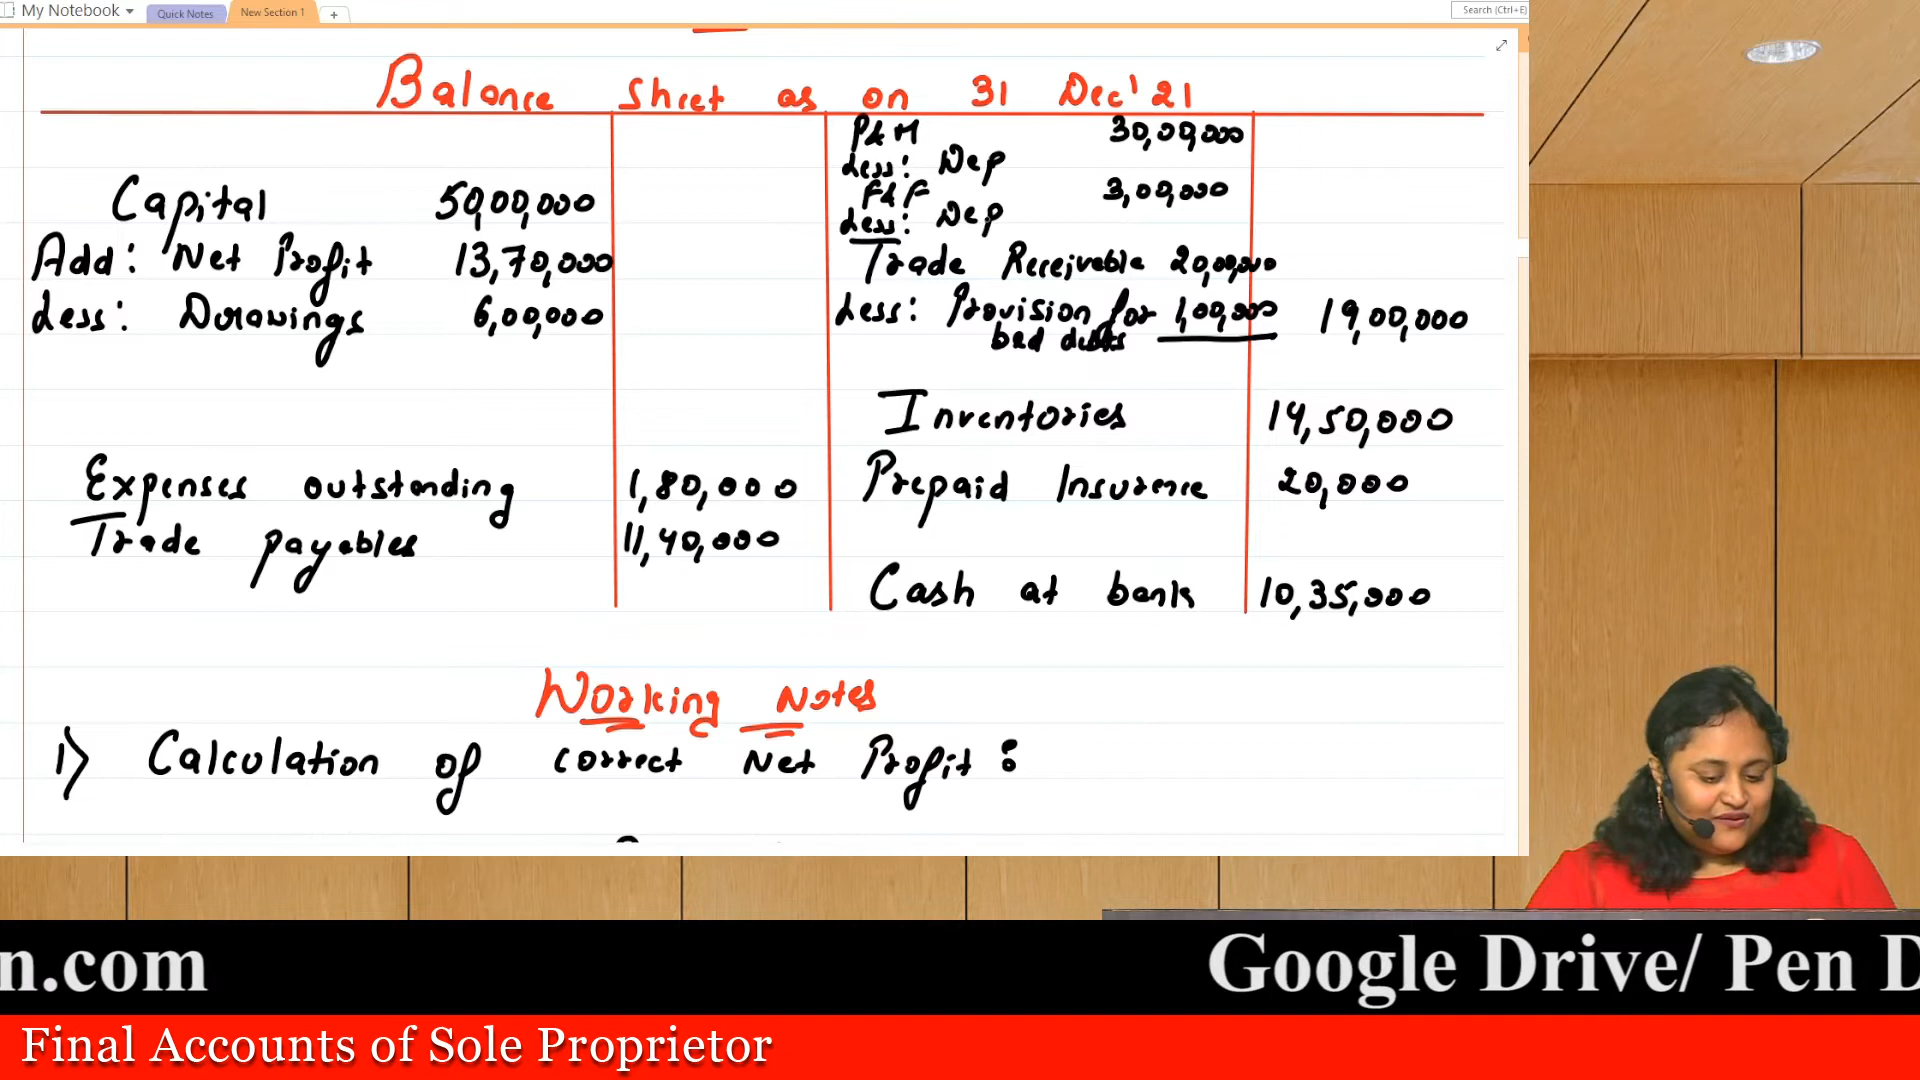 My Notebook
Quick Notes
New Section 1
+
Search (Ctrl+E)
Balance Sheet as on 31 Dec' 21
Capital 50,00,000
Add: Net Profit 13,70,000
Less: Drawings 6,00,000
Expenses outstanding 1,80,000
Trade payables 11,40,000
P&M 30,00,000
Less: Dep
F&F 3,00,000
Less: Dep
Trade Receivable 20,00,000
Less: Provision for 1,00,000 19,00,000
bad debts
Inventories 14,50,000
Prepaid Insurance 20,000
Cash at bank 10,35,000
Working Notes
1) Calculation of correct Net Profit :
n.com
Google Drive/ Pen D
Final Accounts of Sole Proprietor